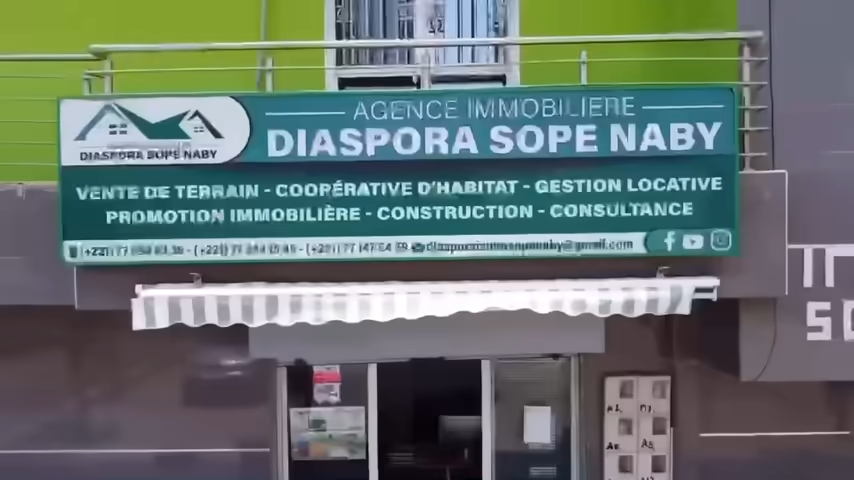 AGENCE IMMOBILIERE
DIASPORA SOPE NABY
DIASPORA SOPE NABY
VENTE DE TERRAIN - COOPÉRATIVE D'HABITAT - GESTION LOCATIVE
PROMOTION IMMOBILIÈRE - CONSTRUCTION - CONSULTANCE